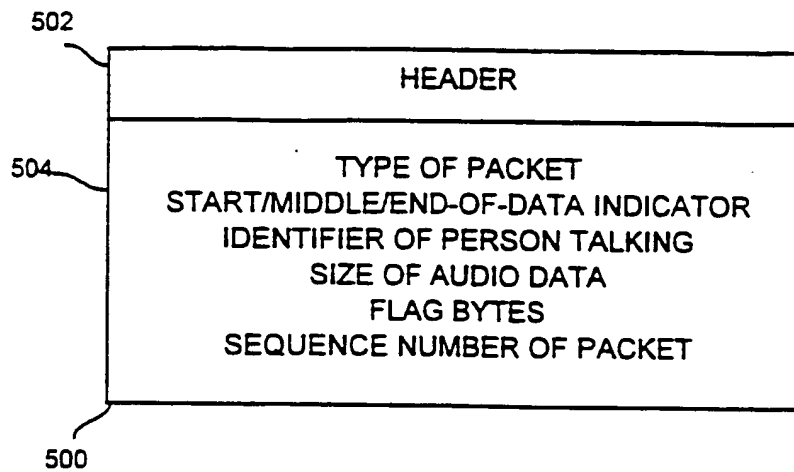 502
HEADER
504
TYPE OF PACKET
START/MIDDLE/END-OF-DATA INDICATOR
IDENTIFIER OF PERSON TALKING
SIZE OF AUDIO DATA
FLAG BYTES
SEQUENCE NUMBER OF PACKET
500